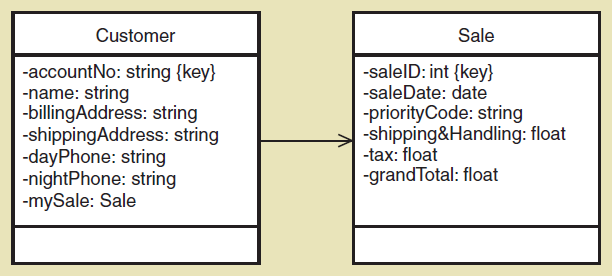 Customer
-accountNo: string {key}
-name: string
-billingAddress: string
-shippingAddress: string
-dayPhone: string
-nightPhone: string
-mySale: Sale
Sale
-saleID: int {key}
-saleDate: date
-priorityCode: string
-shipping&Handling: float
-tax: float
-grandTotal: float